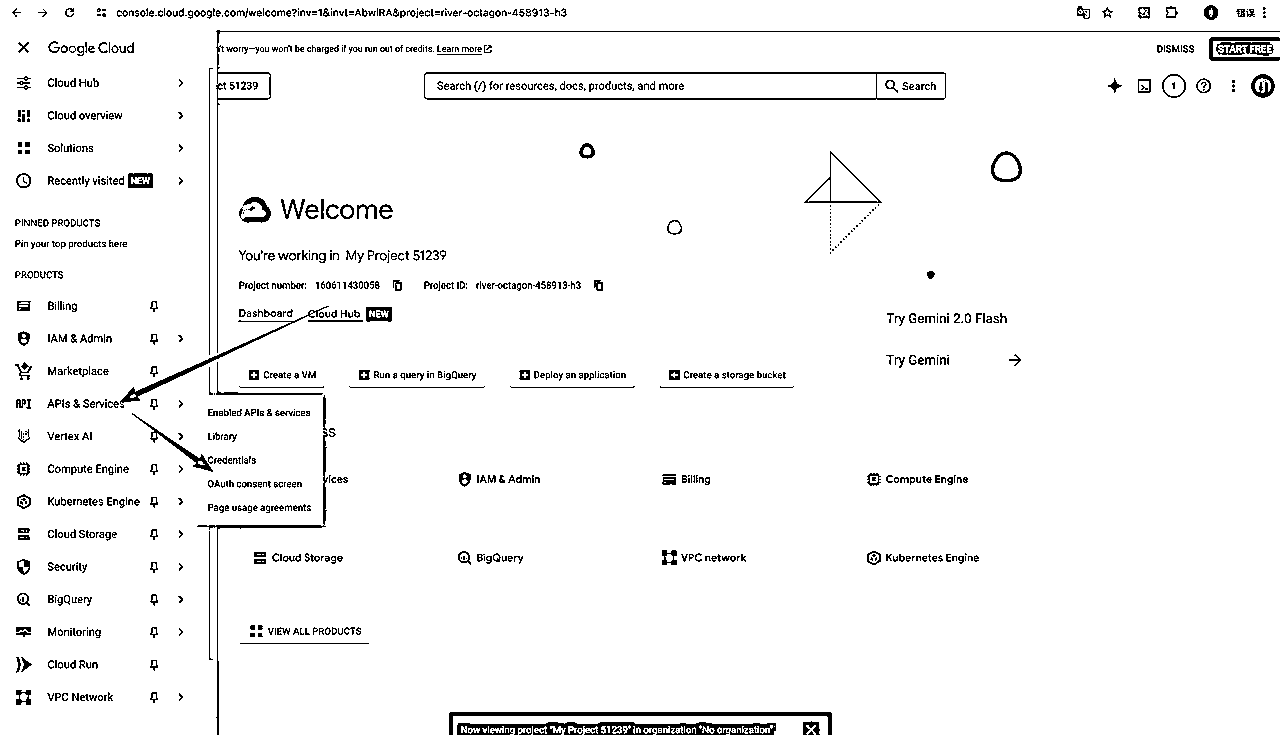 console.cloud.google.com/welcome?inv=1&invt=AbwIRA&project=river-octagon-458913-h3
错误
Google Cloud
't worry—you won't be charged if you run out of credits. Learn more
DISMISS
START FREE
Cloud Hub
ct 51239
Search (/) for resources, docs, products, and more
Search
1
Cloud overview
Solutions
Recently visited NEW
PINNED PRODUCTS
Pin your top products here
PRODUCTS
Billing
IAM & Admin
Marketplace
APIs & Services
Vertex AI
Compute Engine
Kubernetes Engine
Cloud Storage
Security
BigQuery
Monitoring
Cloud Run
VPC Network
Enabled APIs & services
Library
Credentials
OAuth consent screen
Page usage agreements
Welcome
You're working in My Project 51239
Project number: 160611430058
Project ID: river-octagon-458913-h3
Dashboard
Cloud Hub NEW
Create a VM
Run a query in BigQuery
Deploy an application
Create a storage bucket
Try Gemini 2.0 Flash
Try Gemini
ss
vices
IAM & Admin
Billing
Compute Engine
Cloud Storage
BigQuery
VPC network
Kubernetes Engine
VIEW ALL PRODUCTS
Now viewing project "My Project 51239" in organization "No organization"